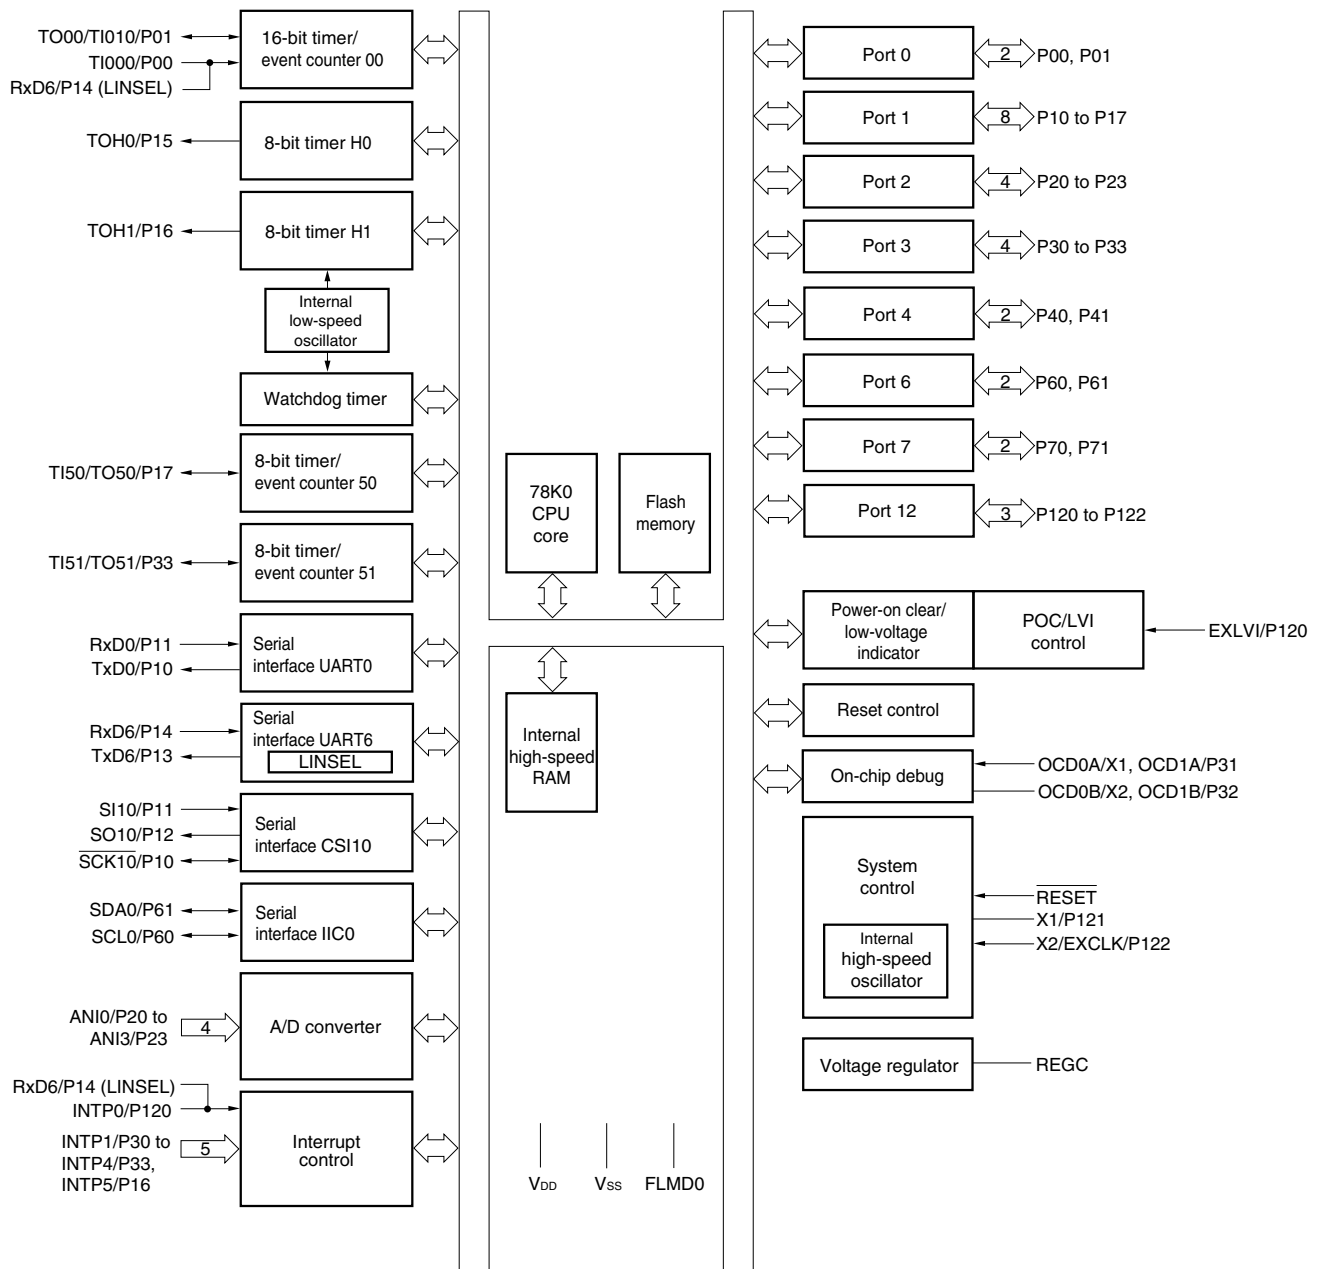 TO00/TI010/P01
TI000/P00
RxD6/P14 (LINSEL)
16-bit timer/
event counter 00
TOH0/P15
8-bit timer H0
TOH1/P16
8-bit timer H1
Internal
low-speed
oscillator
Watchdog timer
TI50/TO50/P17
8-bit timer/
event counter 50
TI51/TO51/P33
8-bit timer/
event counter 51
RxD0/P11
TxD0/P10
Serial
interface UART0
RxD6/P14
TxD6/P13
Serial
interface UART6
LINSEL
SI10/P11
SO10/P12
SCK10/P10
Serial
interface CSI10
SDA0/P61
SCL0/P60
Serial
interface IIC0
ANI0/P20 to
ANI3/P23
4
A/D converter
RxD6/P14 (LINSEL)
INTP0/P120
INTP1/P30 to
INTP4/P33,
INTP5/P16
5
Interrupt
control
78K0
CPU
core
Flash
memory
Internal
high-speed
RAM
VDD
VSS
FLMD0
Port 0
2
P00, P01
Port 1
8
P10 to P17
Port 2
4
P20 to P23
Port 3
4
P30 to P33
Port 4
2
P40, P41
Port 6
2
P60, P61
Port 7
2
P70, P71
Port 12
3
P120 to P122
Power-on clear/
low-voltage
indicator
POC/LVI
control
EXLVI/P120
Reset control
On-chip debug
OCD0A/X1, OCD1A/P31
OCD0B/X2, OCD1B/P32
System
control
Internal
high-speed
oscillator
RESET
X1/P121
X2/EXCLK/P122
Voltage regulator
REGC